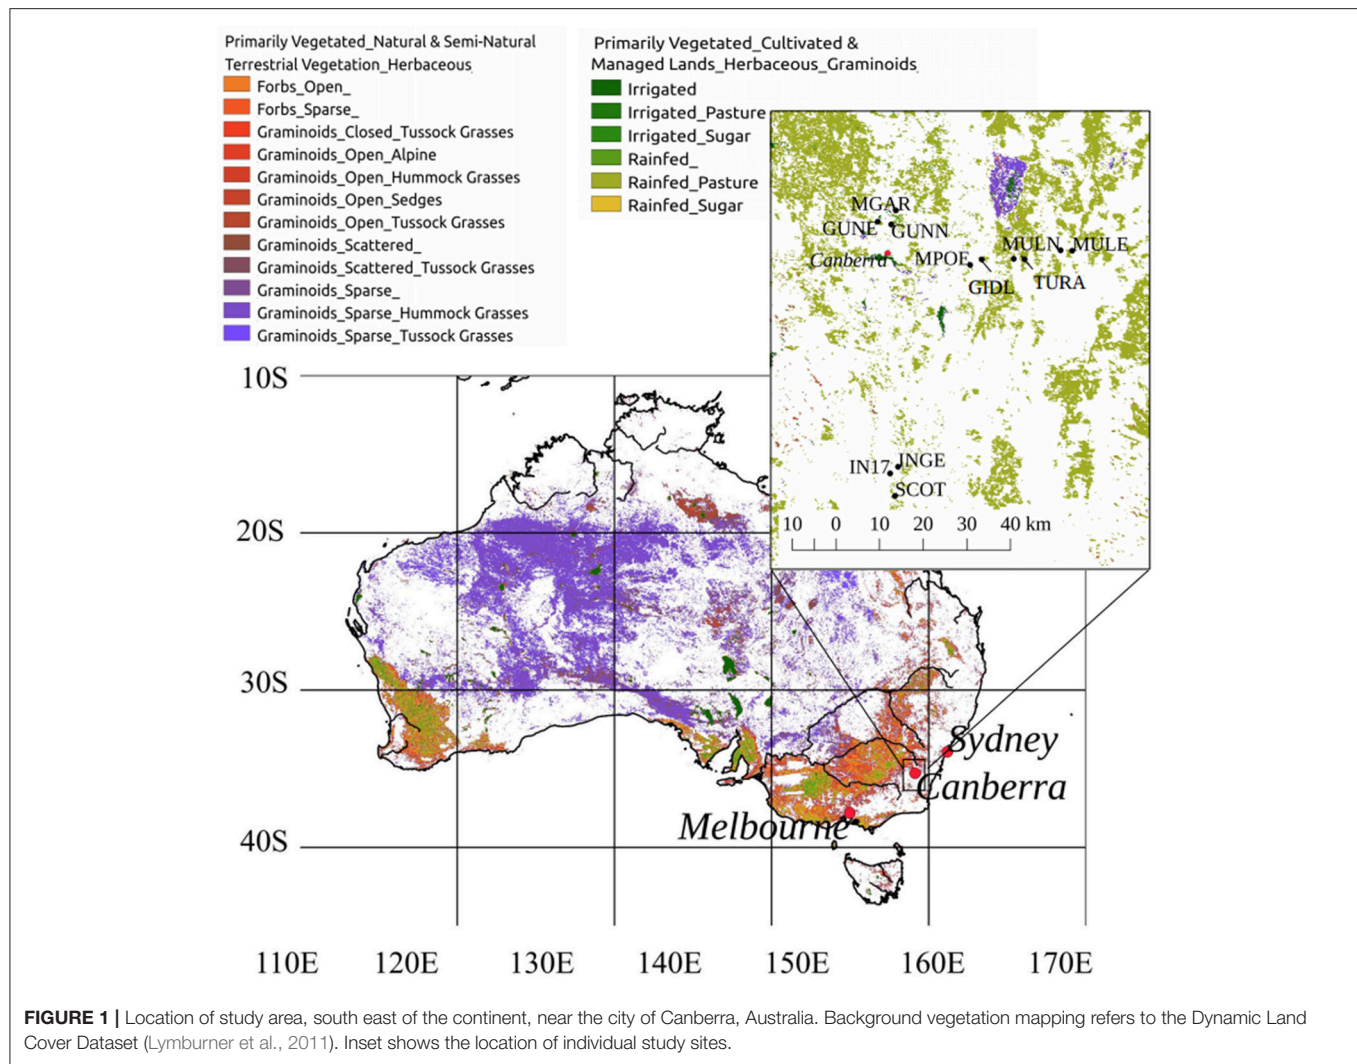 Primarily Vegetated_Natural & Semi-Natural
Terrestrial Vegetation_Herbaceous
Forbs_Open_
Forbs_Sparse_
Graminoids_Closed_Tussock Grasses
Graminoids_Open_Alpine
Graminoids_Open_Hummock Grasses
Graminoids_Open_Sedges
Graminoids_Open_Tussock Grasses
Graminoids_Scattered_
Graminoids_Scattered_Tussock Grasses
Graminoids_Sparse_
Graminoids_Sparse_Hummock Grasses
Graminoids_Sparse_Tussock Grasses
Primarily Vegetated_Cultivated &
Managed Lands_Herbaceous_Graminoids
Irrigated
Irrigated_Pasture
Irrigated_Sugar
Rainfed_
Rainfed_Pasture
Rainfed_Sugar
MGAR
GUNE GUNN
Canberra
MPOE
MULN MULE
GIDL TURA
IN17 INGE
SCOT
10 0 10 20 30 40 km
10S
20S
30S
40S
Sydney
Canberra
Melbourne
110E 120E 130E 140E 150E 160E 170E
FIGURE 1 | Location of study area, south east of the continent, near the city of Canberra, Australia. Background vegetation mapping refers to the Dynamic Land
Cover Dataset (Lymburner et al., 2011). Inset shows the location of individual study sites.